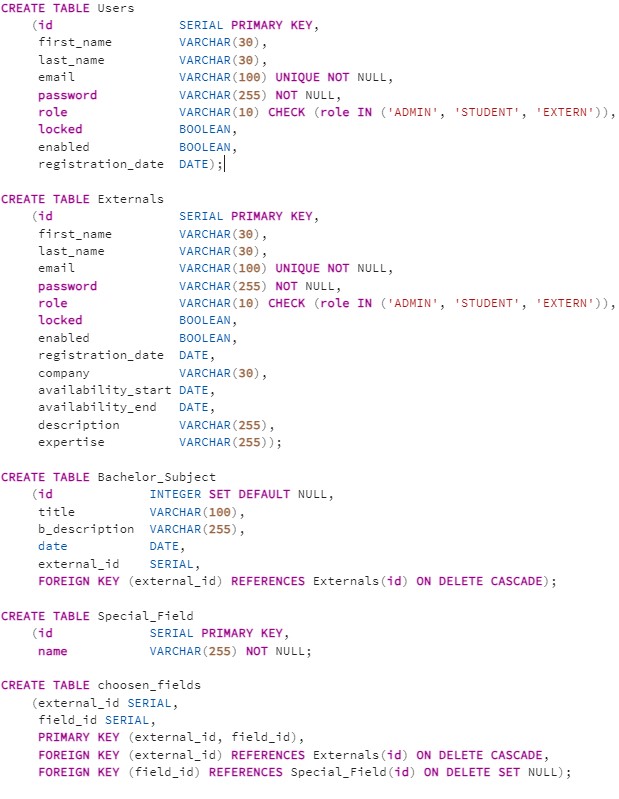 CREATE TABLE Users
(id SERIAL PRIMARY KEY,
first_name VARCHAR(30),
last_name VARCHAR(30),
email VARCHAR(100) UNIQUE NOT NULL,
password VARCHAR(255) NOT NULL,
role VARCHAR(10) CHECK (role IN ('ADMIN', 'STUDENT', 'EXTERN')),
locked BOOLEAN,
enabled BOOLEAN,
registration_date DATE);
CREATE TABLE Externals
(id SERIAL PRIMARY KEY,
first_name VARCHAR(30),
last_name VARCHAR(30),
email VARCHAR(100) UNIQUE NOT NULL,
password VARCHAR(255) NOT NULL,
role VARCHAR(10) CHECK (role IN ('ADMIN', 'STUDENT', 'EXTERN')),
locked BOOLEAN,
enabled BOOLEAN,
registration_date DATE,
company VARCHAR(30),
availability_start DATE,
availability_end DATE,
description VARCHAR(255),
expertise VARCHAR(255));
CREATE TABLE Bachelor_Subject
(id INTEGER SET DEFAULT NULL,
title VARCHAR(100),
b_description VARCHAR(255),
date DATE,
external_id SERIAL,
FOREIGN KEY (external_id) REFERENCES Externals(id) ON DELETE CASCADE);
CREATE TABLE Special_Field
(id SERIAL PRIMARY KEY,
name VARCHAR(255) NOT NULL;
CREATE TABLE choosen_fields
(external_id SERIAL,
field_id SERIAL,
PRIMARY KEY (external_id, field_id),
FOREIGN KEY (external_id) REFERENCES Externals(id) ON DELETE CASCADE,
FOREIGN KEY (field_id) REFERENCES Special_Field(id) ON DELETE SET NULL);